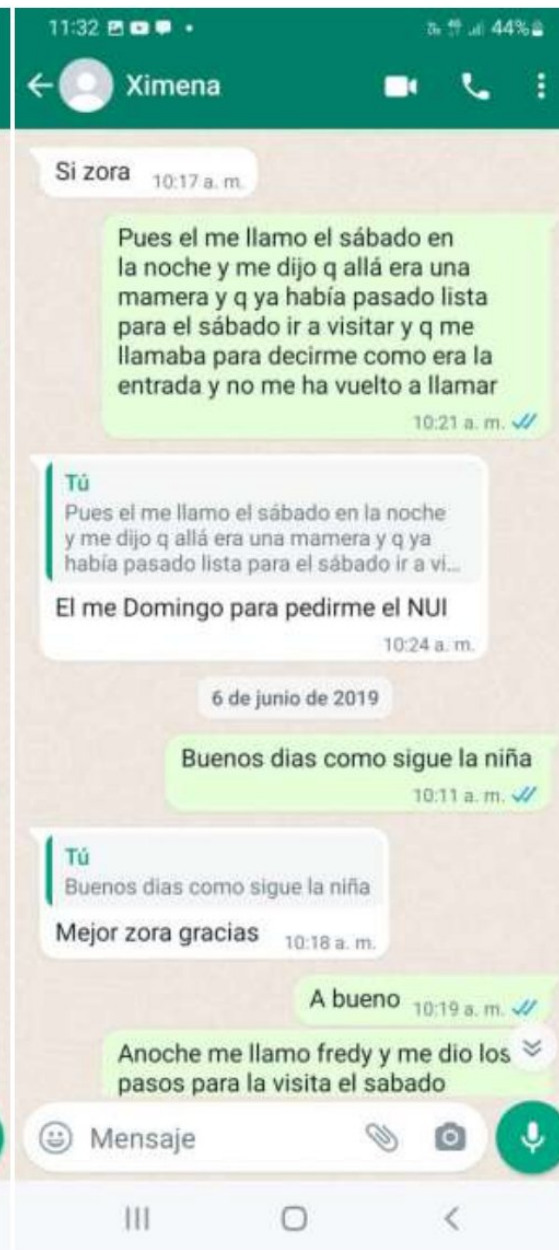 11:32
44%
Ximena
Si zora 10:17 a. m.
Pues el me llamo el sábado en
la noche y me dijo q allá era una
mamera y q ya había pasado lista
para el sábado ir a visitar y q me
llamaba para decirme como era la
entrada y no me ha vuelto a llamar
10:21 a. m.
Tú
Pues el me llamo el sábado en la noche
y me dijo q allá era una mamera y q ya
había pasado lista para el sábado ir a vi...
El me Domingo para pedirme el NUI
10:24 a. m.
6 de junio de 2019
Buenos dias como sigue la niña
10:11 a. m.
Tú
Buenos dias como sigue la niña
Mejor zora gracias 10:18 a. m.
A bueno 10:19 a. m.
Anoche me llamo fredy y me dio los
pasos para la visita el sabado
Mensaje